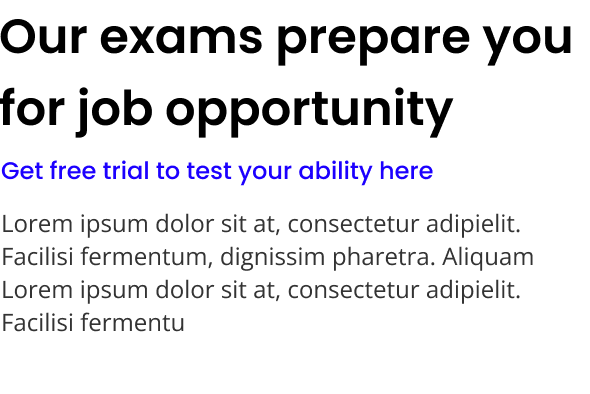 Our exams prepare you
for job opportunity
Get free trial to test your ability here
Lorem ipsum dolor sit at, consectetur adipielit.
Facilisi fermentum, dignissim pharetra. Aliquam
Lorem ipsum dolor sit at, consectetur adipielit.
Facilisi fermentu